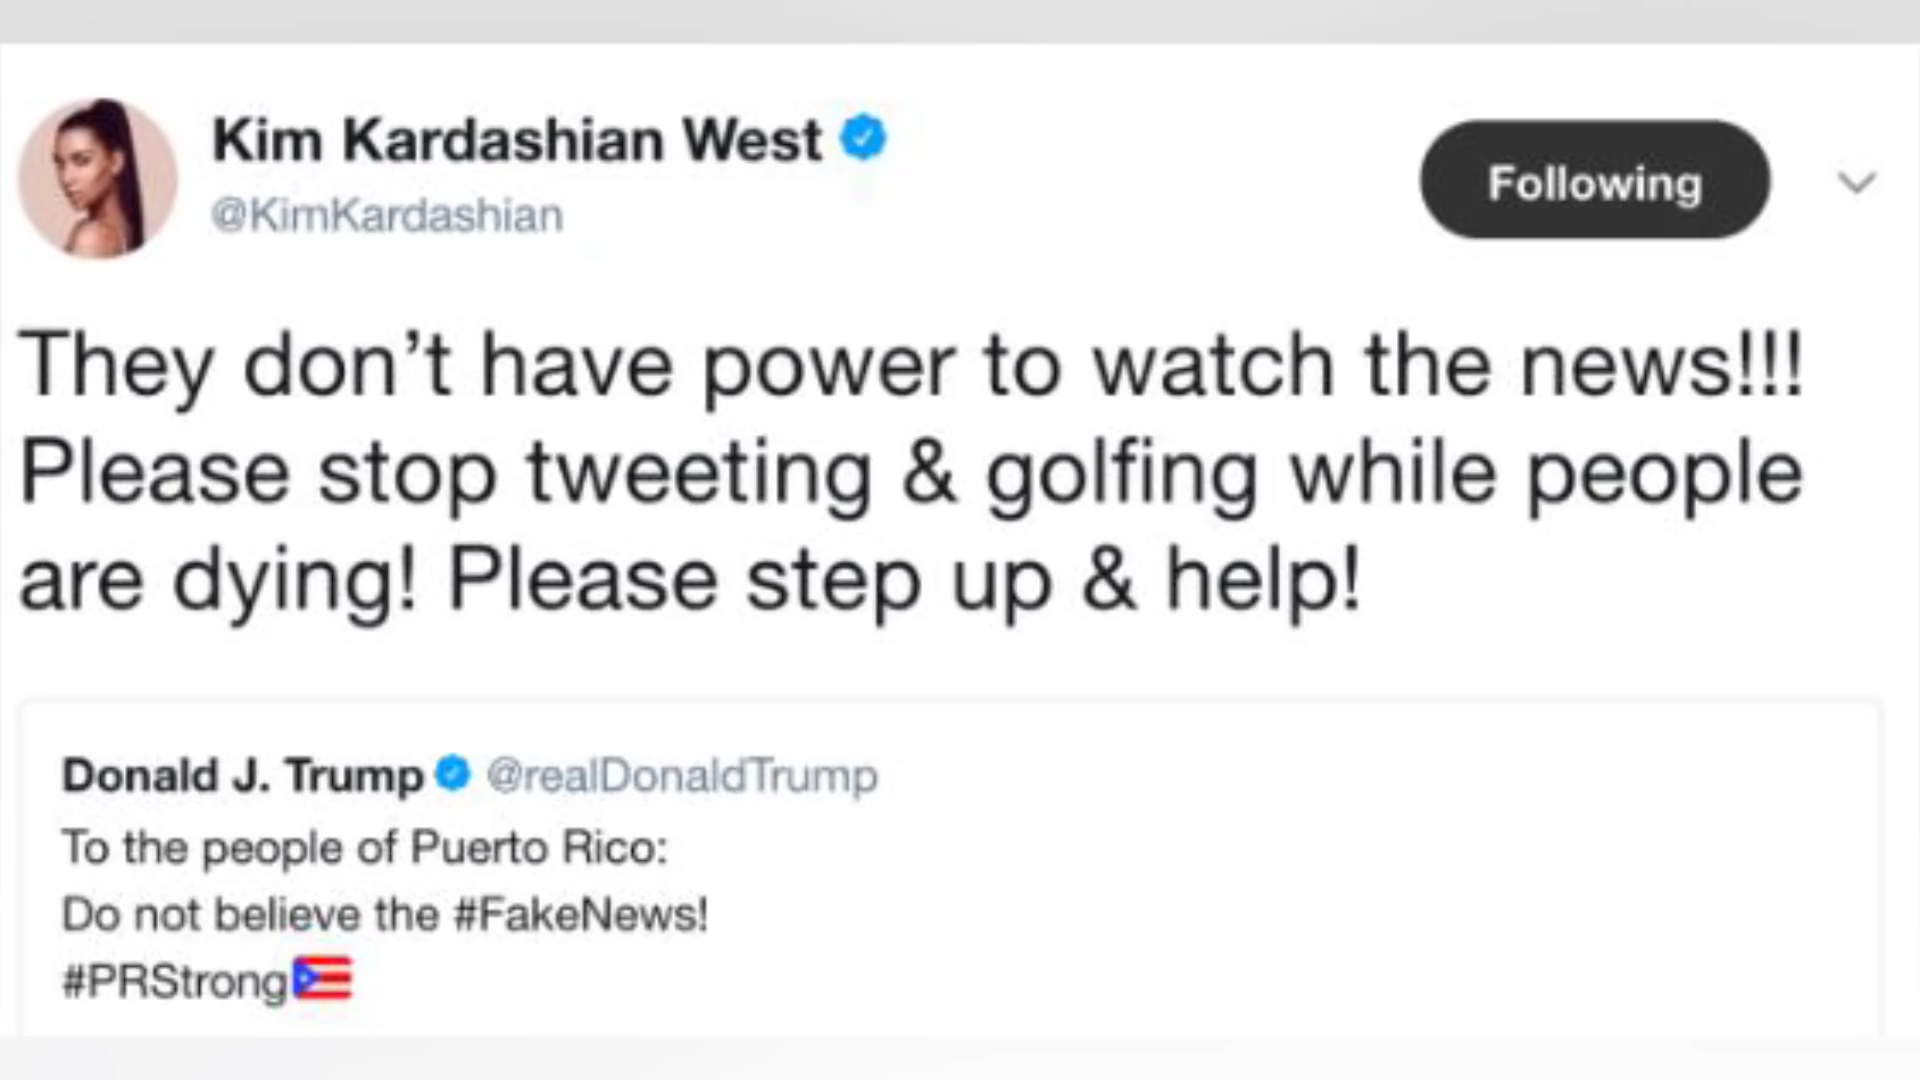 Kim Kardashian West
@KimKardashian
Following
They don’t have power to watch the news!!!
Please stop tweeting & golfing while people
are dying! Please step up & help!
Donald J. Trump @realDonaldTrump
To the people of Puerto Rico:
Do not believe the #FakeNews!
#PRStrong🇵🇷